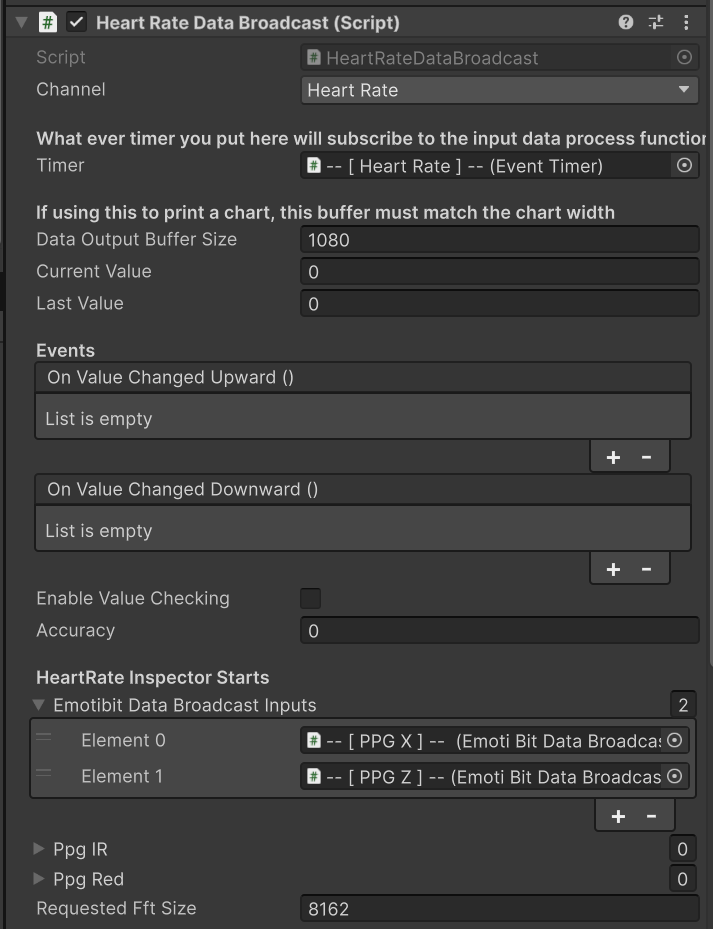 Heart Rate Data Broadcast (Script)
Script HeartRateDataBroadcast
Channel Heart Rate
What ever timer you put here will subscribe to the input data process function
Timer -- [ Heart Rate ] -- (Event Timer)
If using this to print a chart, this buffer must match the chart width
Data Output Buffer Size 1080
Current Value 0
Last Value 0
Events
On Value Changed Upward ()
List is empty
+ -
On Value Changed Downward ()
List is empty
+ -
Enable Value Checking
Accuracy 0
HeartRate Inspector Starts
Emotibit Data Broadcast Inputs 2
Element 0 -- [ PPG X ] -- (Emoti Bit Data Broadcas
Element 1 -- [ PPG Z ] -- (Emoti Bit Data Broadcas
+ -
Ppg IR 0
Ppg Red 0
Requested Fft Size 8162